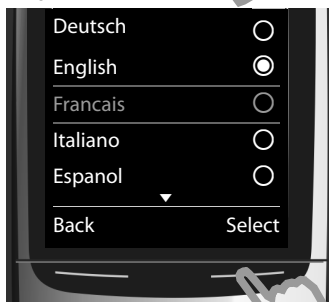 Deutsch
English
Francais
Italiano
Espanol
Back Select